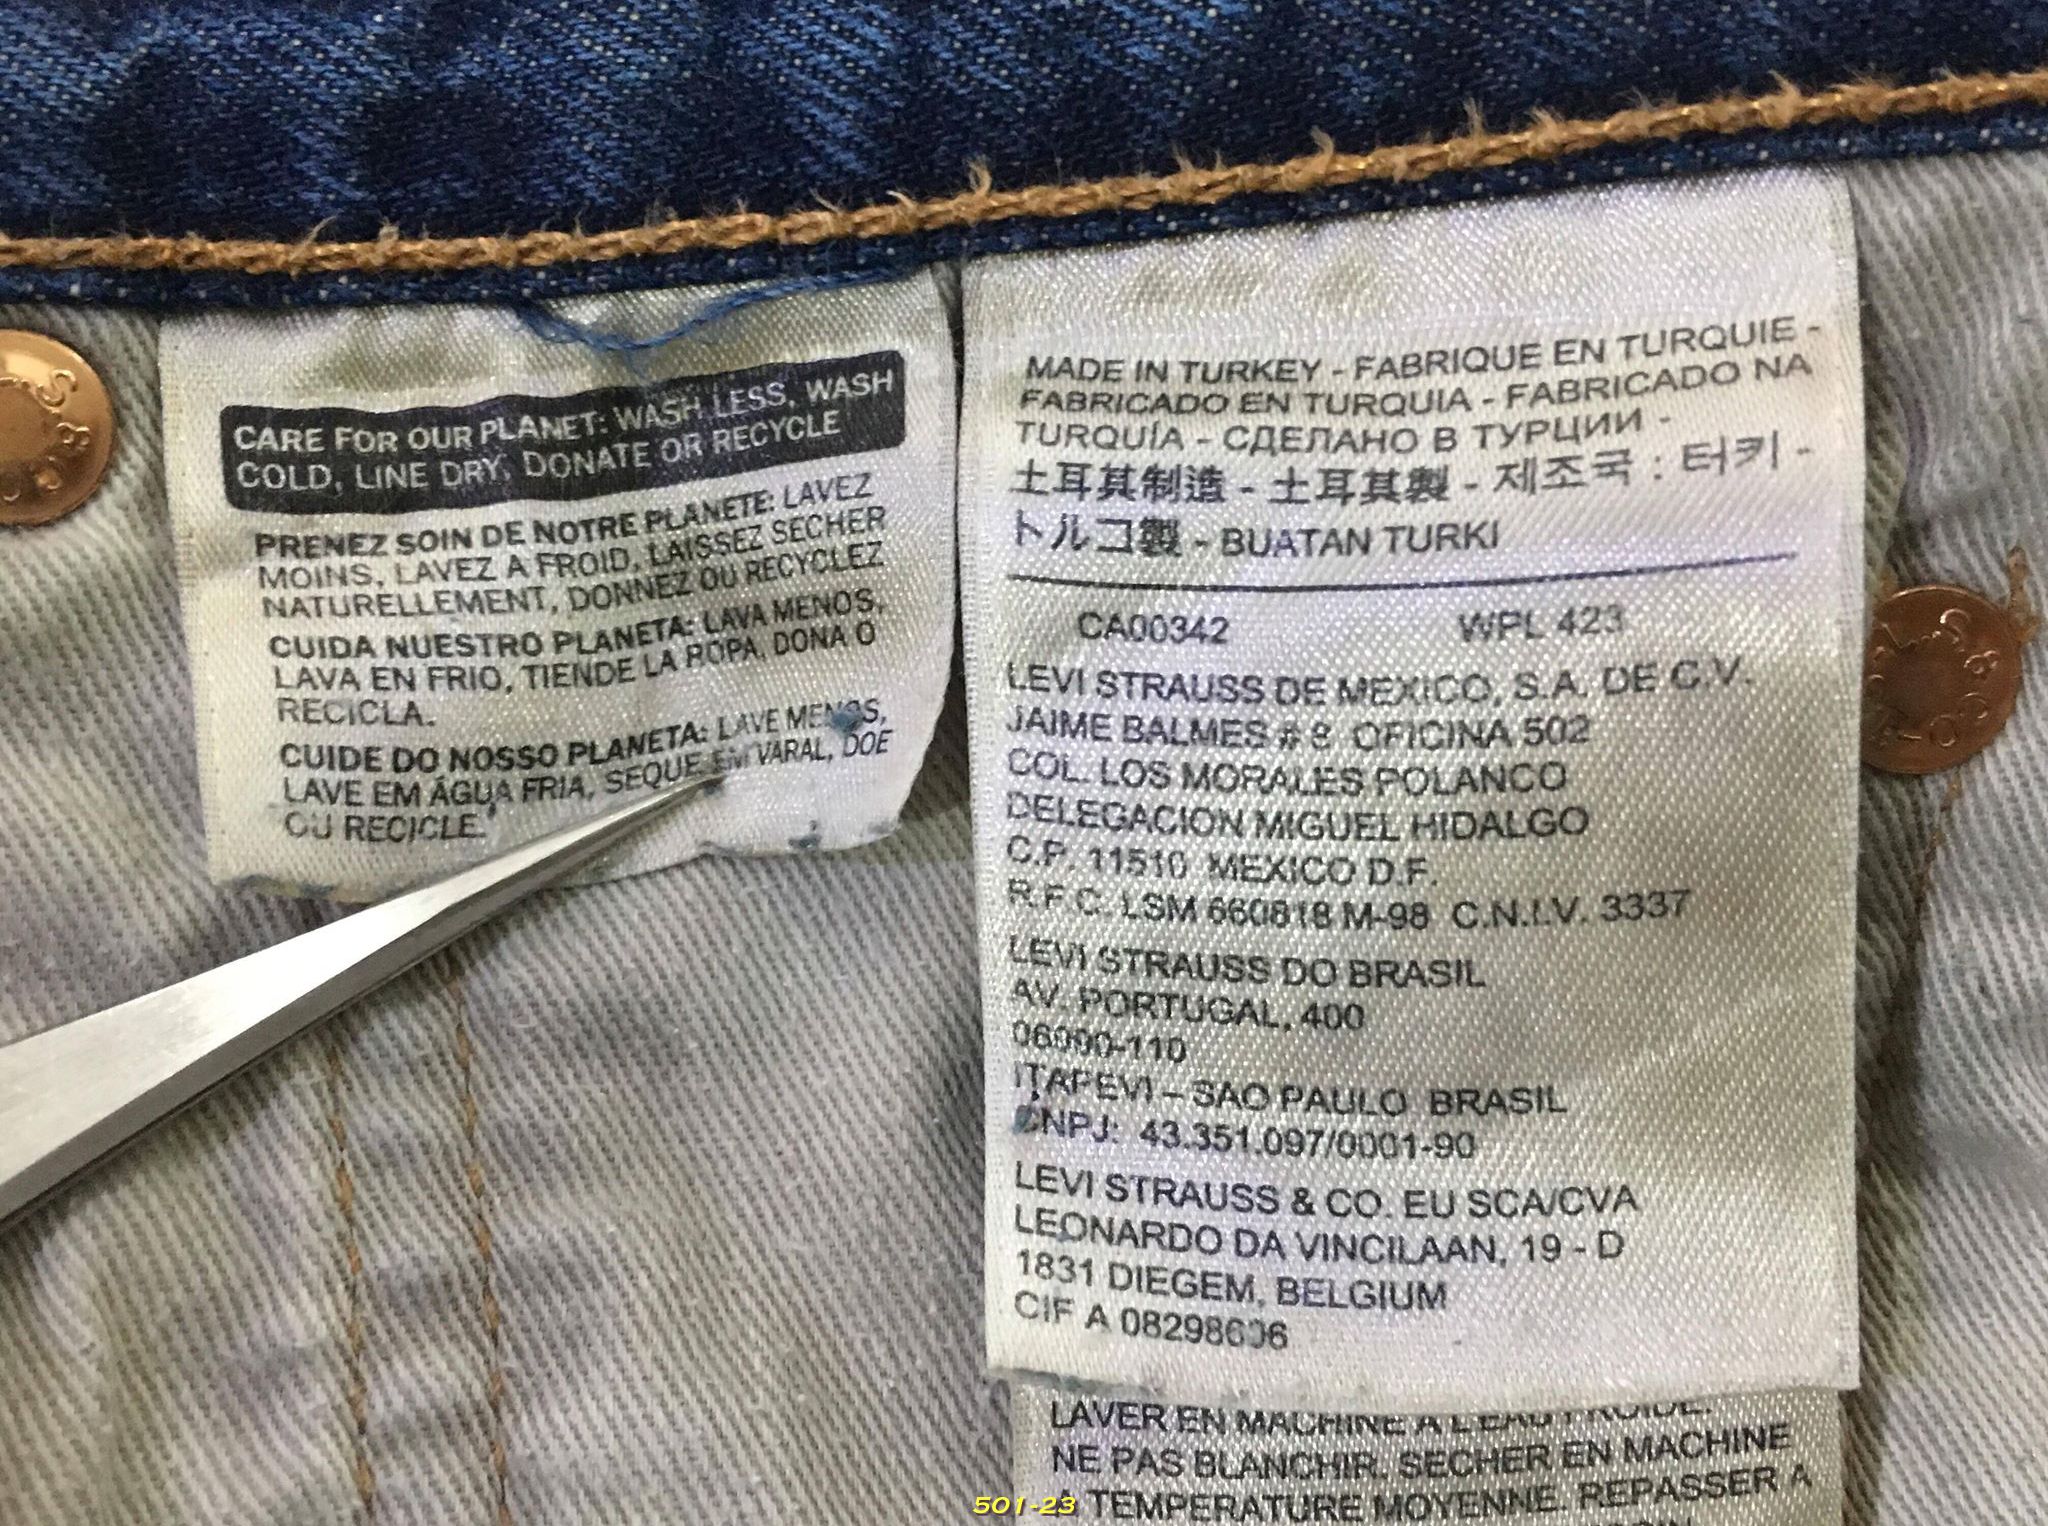 CARE FOR OUR PLANET: WASH LESS, WASH
COLD, LINE DRY, DONATE OR RECYCLE
PRENEZ SOIN DE NOTRE PLANETE: LAVEZ
MOINS, LAVEZ A FROID, LAISSEZ SECHER
NATURELLEMENT, DONNEZ OU RECYCLEZ
CUIDA NUESTRO PLANETA: LAVA MENOS,
LAVA EN FRIO, TIENDE LA ROPA, DONA O
RECICLA.
CUIDE DO NOSSO PLANETA: LAVE MENOS,
LAVE EM ÁGUA FRIA, SEQUE EM VARAL, DOE
OU RECICLE.
MADE IN TURKEY - FABRIQUE EN TURQUIE -
FABRICADO EN TURQUIA - FABRICADO NA
TURQUÍA - СДЕЛАНО В ТУРЦИИ -
土耳其制造 - 土耳其製 - 제조국 : 터키 -
トルコ製 - BUATAN TURKI
CA00342 WPL 423
LEVI STRAUSS DE MEXICO, S.A. DE C.V.
JAIME BALMES # 8 OFICINA 502
COL. LOS MORALES POLANCO
DELEGACION MIGUEL HIDALGO
C.P. 11510 MEXICO D.F.
R.F.C. LSM 660818 M-98 C.N.I.V. 3337
LEVI STRAUSS DO BRASIL
AV. PORTUGAL, 400
06690-110
ITAPEVI – SAO PAULO BRASIL
CNPJ: 43.351.097/0001-90
LEVI STRAUSS & CO. EU SCA/CVA
LEONARDO DA VINCILAAN, 19 - D
1831 DIEGEM, BELGIUM
CIF A 08298606
LAVER EN MACHINE A L'EAU FROIDE.
NE PAS BLANCHIR. SECHER EN MACHINE
A TEMPERATURE MOYENNE. REPASSER A
501-23